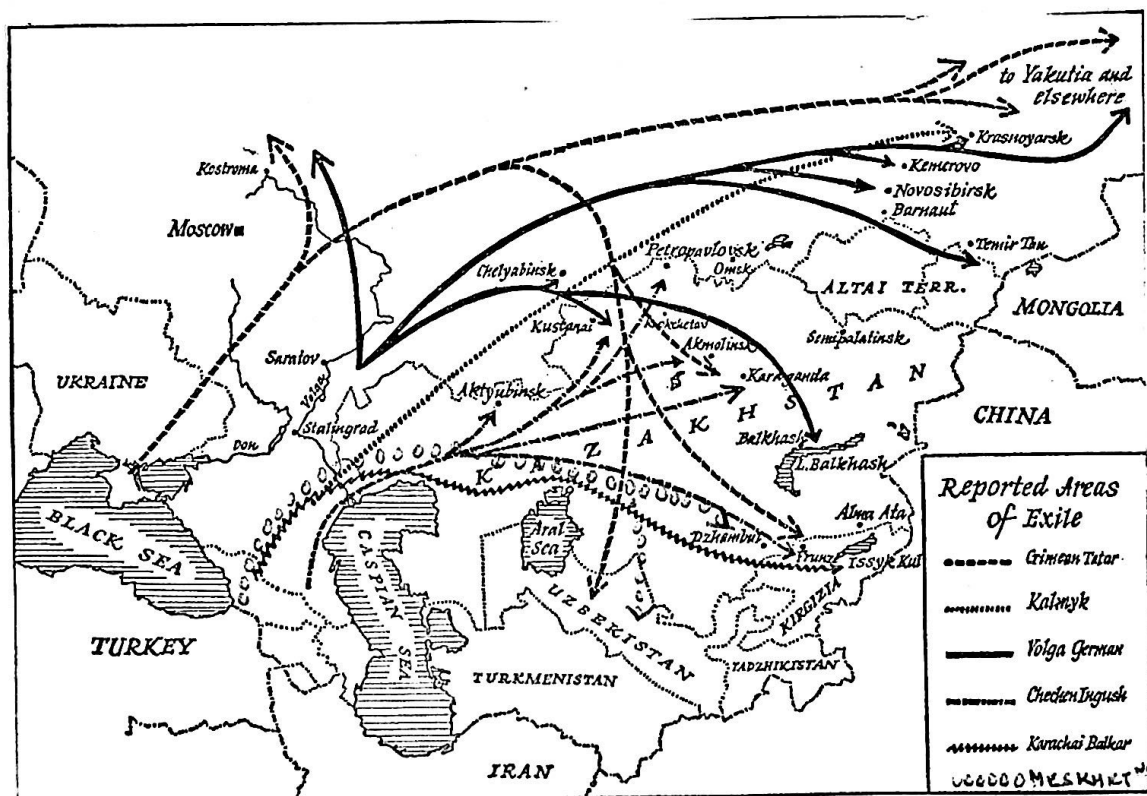 to Yakutia and
elsewhere
Krasnoyarsk
Kostroma
Kemerovo
Novosibirsk
Barnaul
Moscow
Petropavlovsk
Omsk
Temir Tau
Chelyabinsk
ALTAI TERR.
MONGOLIA
Kustanai
Kokchetav
Semipalatinsk
Akmolinsk
Saratov
UKRAINE
Karaganda
Volga
Aktyubinsk
KAZAKHSTAN
CHINA
Don
Stalingrad
Balkhash
L. Balkhash
BLACK SEA
CASPIAN SEA
Aral
Sea
Alma Ata
Dzhambul
Frunze
Issyk Kul
UZBEKISTAN
KIRGIZIA
TURKEY
TURKMENISTAN
TADZHIKISTAN
IRAN
Reported Areas
of Exile
Crimean Tatar
Kalmyk
Volga German
Chechen Ingush
Karachai Balkar